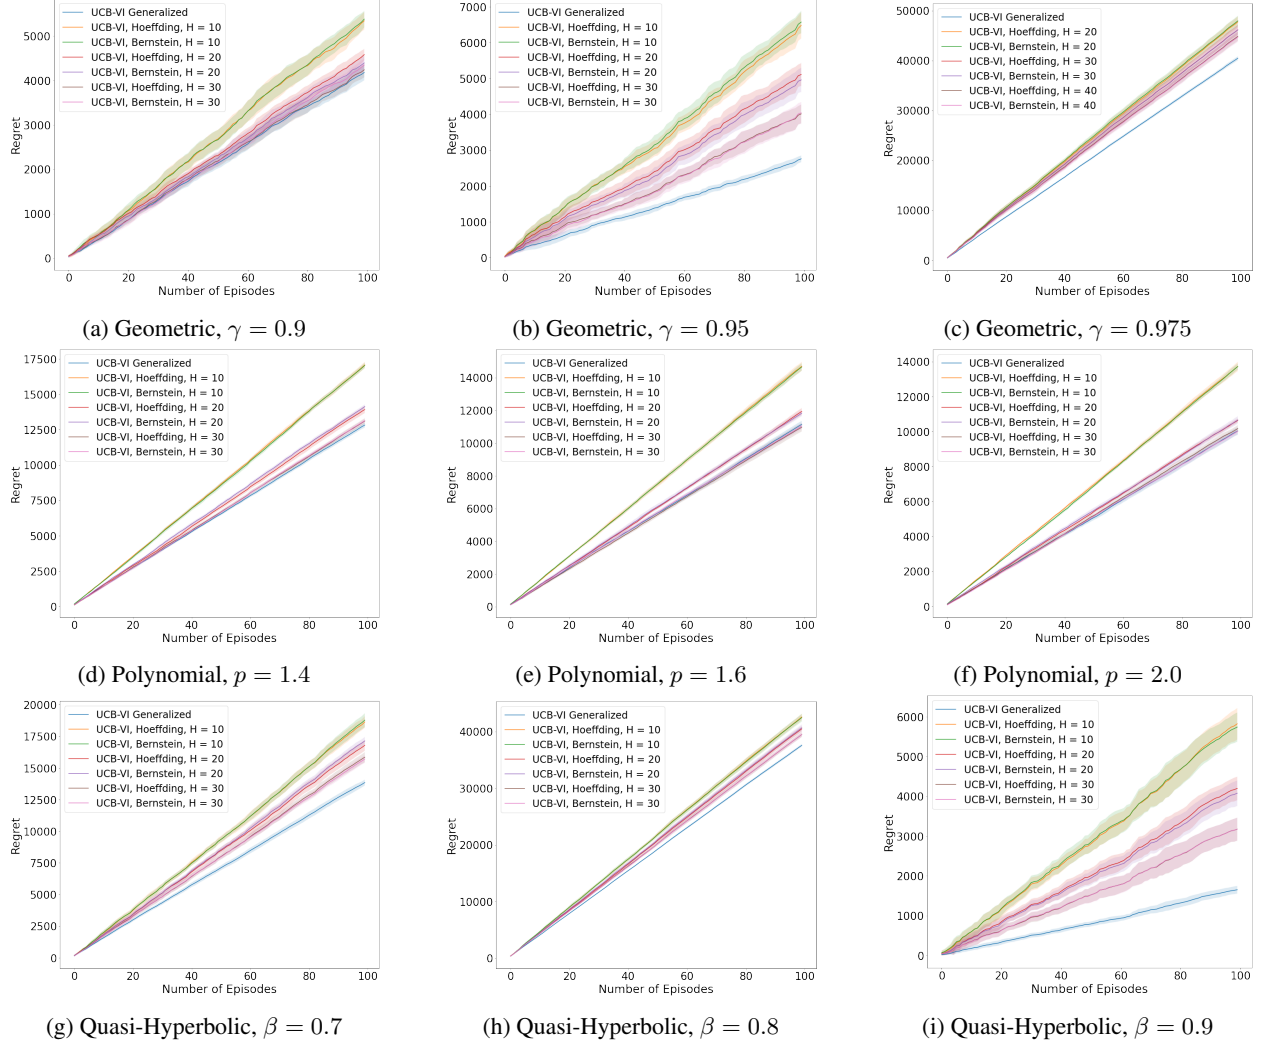 UCB-VI Generalized
UCB-VI, Hoeffding, H = 10
UCB-VI, Bernstein, H = 10
UCB-VI, Hoeffding, H = 20
UCB-VI, Bernstein, H = 20
UCB-VI, Hoeffding, H = 30
UCB-VI, Bernstein, H = 30
Regret
5000
4000
3000
2000
1000
0
0 20 40 60 80 100
Number of Episodes
(a) Geometric, γ = 0.9
UCB-VI Generalized
UCB-VI, Hoeffding, H = 10
UCB-VI, Bernstein, H = 10
UCB-VI, Hoeffding, H = 20
UCB-VI, Bernstein, H = 20
UCB-VI, Hoeffding, H = 30
UCB-VI, Bernstein, H = 30
Regret
7000
6000
5000
4000
3000
2000
1000
0
0 20 40 60 80 100
Number of Episodes
(b) Geometric, γ = 0.95
UCB-VI Generalized
UCB-VI, Hoeffding, H = 20
UCB-VI, Bernstein, H = 20
UCB-VI, Hoeffding, H = 30
UCB-VI, Bernstein, H = 30
UCB-VI, Hoeffding, H = 40
UCB-VI, Bernstein, H = 40
Regret
50000
40000
30000
20000
10000
0
0 20 40 60 80 100
Number of Episodes
(c) Geometric, γ = 0.975
UCB-VI Generalized
UCB-VI, Hoeffding, H = 10
UCB-VI, Bernstein, H = 10
UCB-VI, Hoeffding, H = 20
UCB-VI, Bernstein, H = 20
UCB-VI, Hoeffding, H = 30
UCB-VI, Bernstein, H = 30
Regret
17500
15000
12500
10000
7500
5000
2500
0
0 20 40 60 80 100
Number of Episodes
(d) Polynomial, p = 1.4
UCB-VI Generalized
UCB-VI, Hoeffding, H = 10
UCB-VI, Bernstein, H = 10
UCB-VI, Hoeffding, H = 20
UCB-VI, Bernstein, H = 20
UCB-VI, Hoeffding, H = 30
UCB-VI, Bernstein, H = 30
Regret
14000
12000
10000
8000
6000
4000
2000
0
0 20 40 60 80 100
Number of Episodes
(e) Polynomial, p = 1.6
UCB-VI Generalized
UCB-VI, Hoeffding, H = 10
UCB-VI, Bernstein, H = 10
UCB-VI, Hoeffding, H = 20
UCB-VI, Bernstein, H = 20
UCB-VI, Hoeffding, H = 30
UCB-VI, Bernstein, H = 30
Regret
14000
12000
10000
8000
6000
4000
2000
0
0 20 40 60 80 100
Number of Episodes
(f) Polynomial, p = 2.0
UCB-VI Generalized
UCB-VI, Hoeffding, H = 10
UCB-VI, Bernstein, H = 10
UCB-VI, Hoeffding, H = 20
UCB-VI, Bernstein, H = 20
UCB-VI, Hoeffding, H = 30
UCB-VI, Bernstein, H = 30
Regret
20000
17500
15000
12500
10000
7500
5000
2500
0
0 20 40 60 80 100
Number of Episodes
(g) Quasi-Hyperbolic, β = 0.7
UCB-VI Generalized
UCB-VI, Hoeffding, H = 10
UCB-VI, Bernstein, H = 10
UCB-VI, Hoeffding, H = 20
UCB-VI, Bernstein, H = 20
UCB-VI, Hoeffding, H = 30
UCB-VI, Bernstein, H = 30
Regret
40000
30000
20000
10000
0
0 20 40 60 80 100
Number of Episodes
(h) Quasi-Hyperbolic, β = 0.8
UCB-VI Generalized
UCB-VI, Hoeffding, H = 10
UCB-VI, Bernstein, H = 10
UCB-VI, Hoeffding, H = 20
UCB-VI, Bernstein, H = 20
UCB-VI, Hoeffding, H = 30
UCB-VI, Bernstein, H = 30
Regret
6000
5000
4000
3000
2000
1000
0
0 20 40 60 80 100
Number of Episodes
(i) Quasi-Hyperbolic, β = 0.9